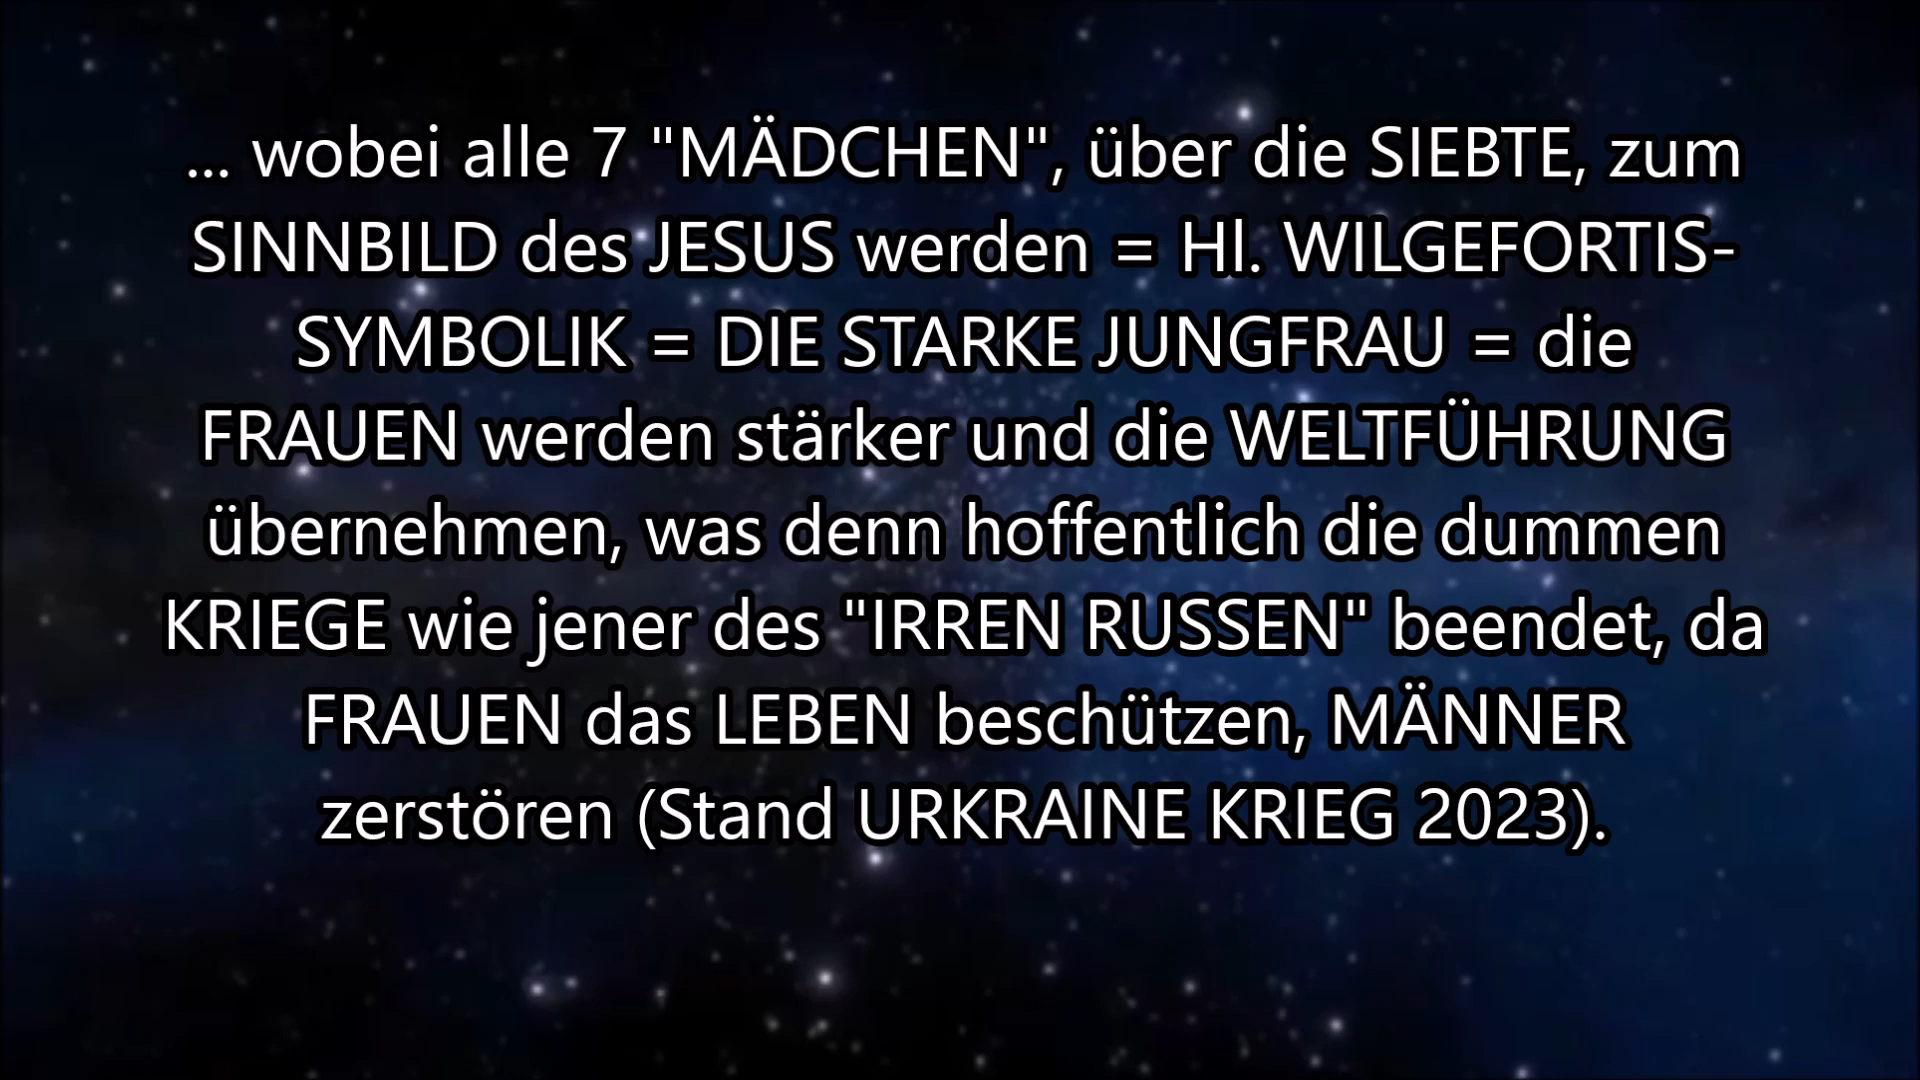 ... wobei alle 7 "MÄDCHEN", über die SIEBTE, zum
SINNBILD des JESUS werden = Hl. WILGEFORTIS-
SYMBOLIK = DIE STARKE JUNGFRAU = die
FRAUEN werden stärker und die WELTFÜHRUNG
übernehmen, was denn hoffentlich die dummen
KRIEGE wie jener des "IRREN RUSSEN" beendet, da
FRAUEN das LEBEN beschützen, MÄNNER
zerstören (Stand URKRAINE KRIEG 2023).